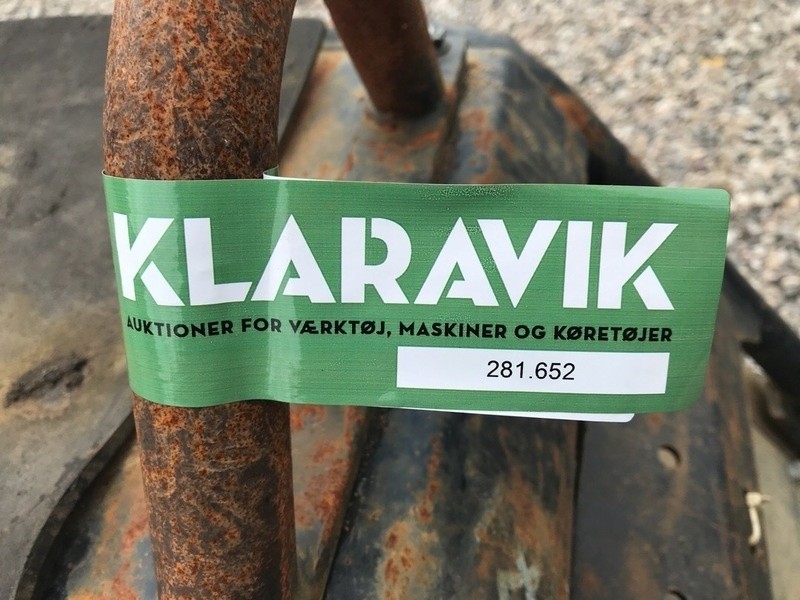 KLARAVIK
AUKTIONER FOR VÆRKTØJ, MASKINER OG KØRETØJER
281.652